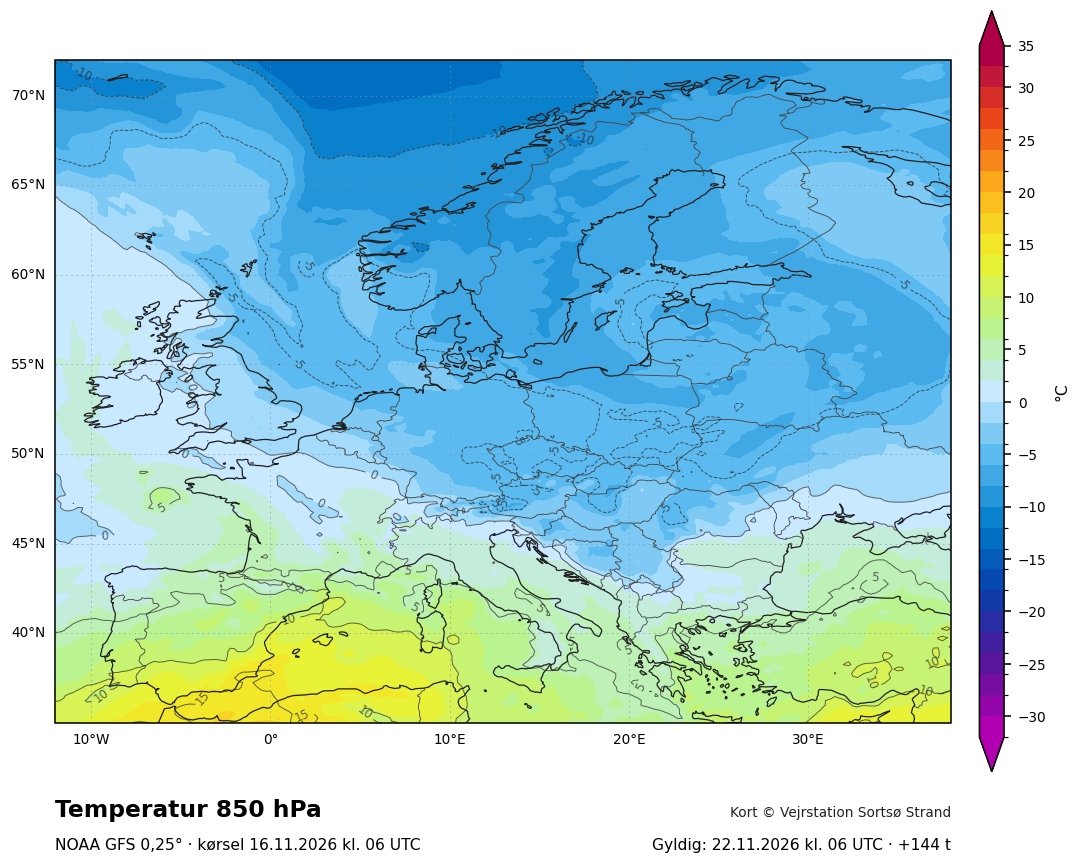 70°N
65°N
60°N
55°N
50°N
45°N
40°N
10°W
0°
10°E
20°E
30°E
35
30
25
20
15
10
5
0
−5
−10
−15
−20
−25
−30
°C
Temperatur 850 hPa
Kort © Vejrstation Sortsø Strand
NOAA GFS 0,25° · kørsel 16.11.2026 kl. 06 UTC
Gyldig: 22.11.2026 kl. 06 UTC · +144 t